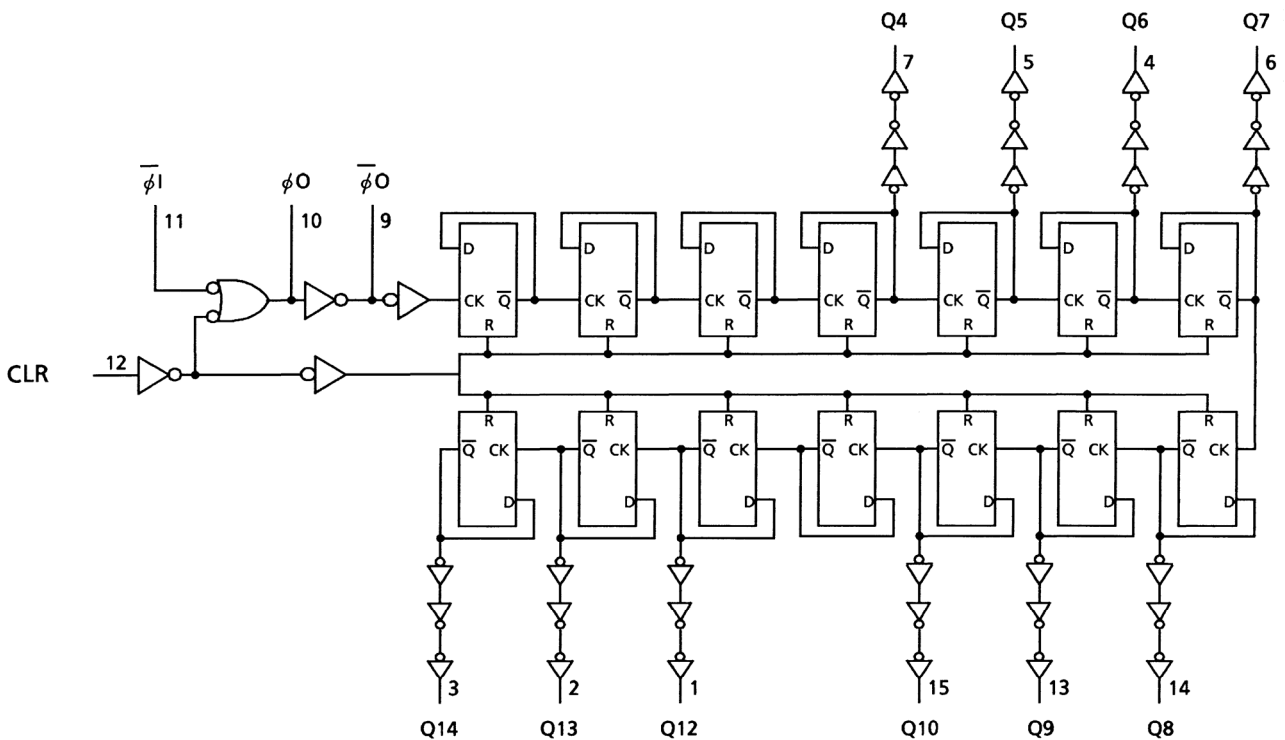 Q4 Q5 Q6 Q7
7 5 4 6
φ̅I φO φ̅O
11 10 9
D D D D D D D
CK Q̅ CK Q̅ CK Q̅ CK Q̅ CK Q̅ CK Q̅ CK Q̅
R R R R R R R
CLR 12
R R R R R R R
Q̅ CK Q̅ CK Q̅ CK Q̅ CK Q̅ CK Q̅ CK Q̅ CK
D D D D D D D
3 2 1 15 13 14
Q14 Q13 Q12 Q10 Q9 Q8